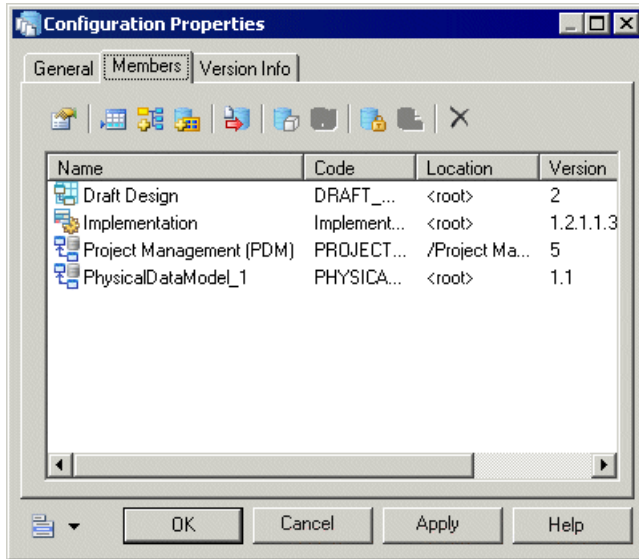 Configuration Properties
General Members Version Info
Name Code Location Version
Draft Design DRAFT_... <root> 2
Implementation Implement... <root> 1.2.1.1.3
Project Management (PDM) PROJECT... /Project Ma... 5
PhysicalDataModel_1 PHYSICA... <root> 1.1
OK Cancel Apply Help